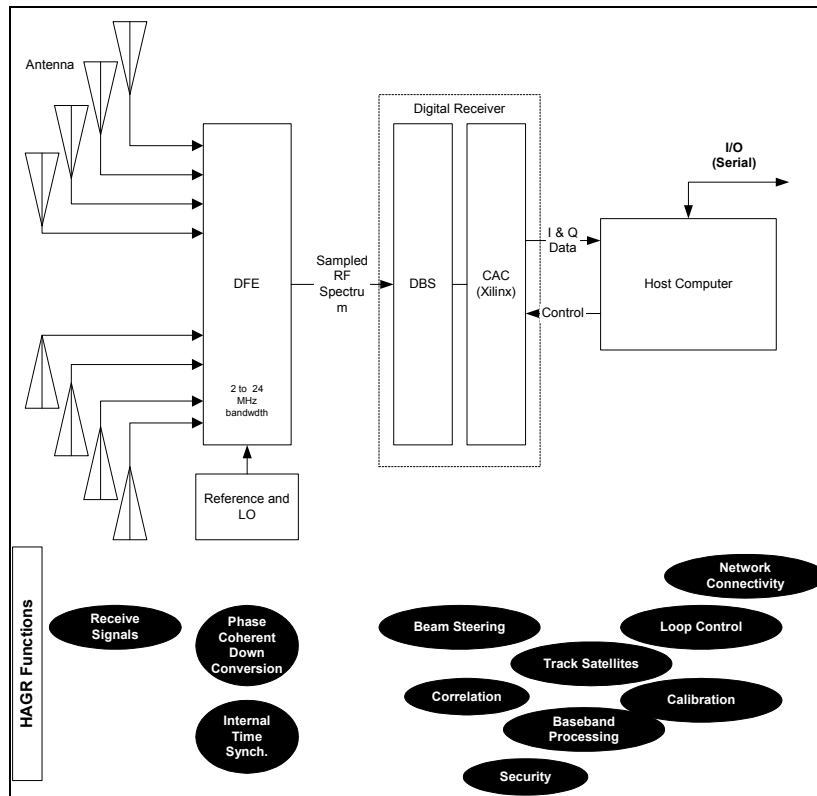 Antenna
Digital Receiver
I/O
(Serial)
DFE
Sampled
RF
Spectru
m
DBS
CAC
(Xilinx)
I & Q
Data
Control
Host Computer
2 to 24
MHz
bandwdth
Reference and
LO
HAGR Functions
Network
Connectivity
Receive
Signals
Phase
Coherent
Down
Conversion
Beam Steering
Loop Control
Track Satellites
Correlation
Calibration
Internal
Time
Synch.
Baseband
Processing
Security